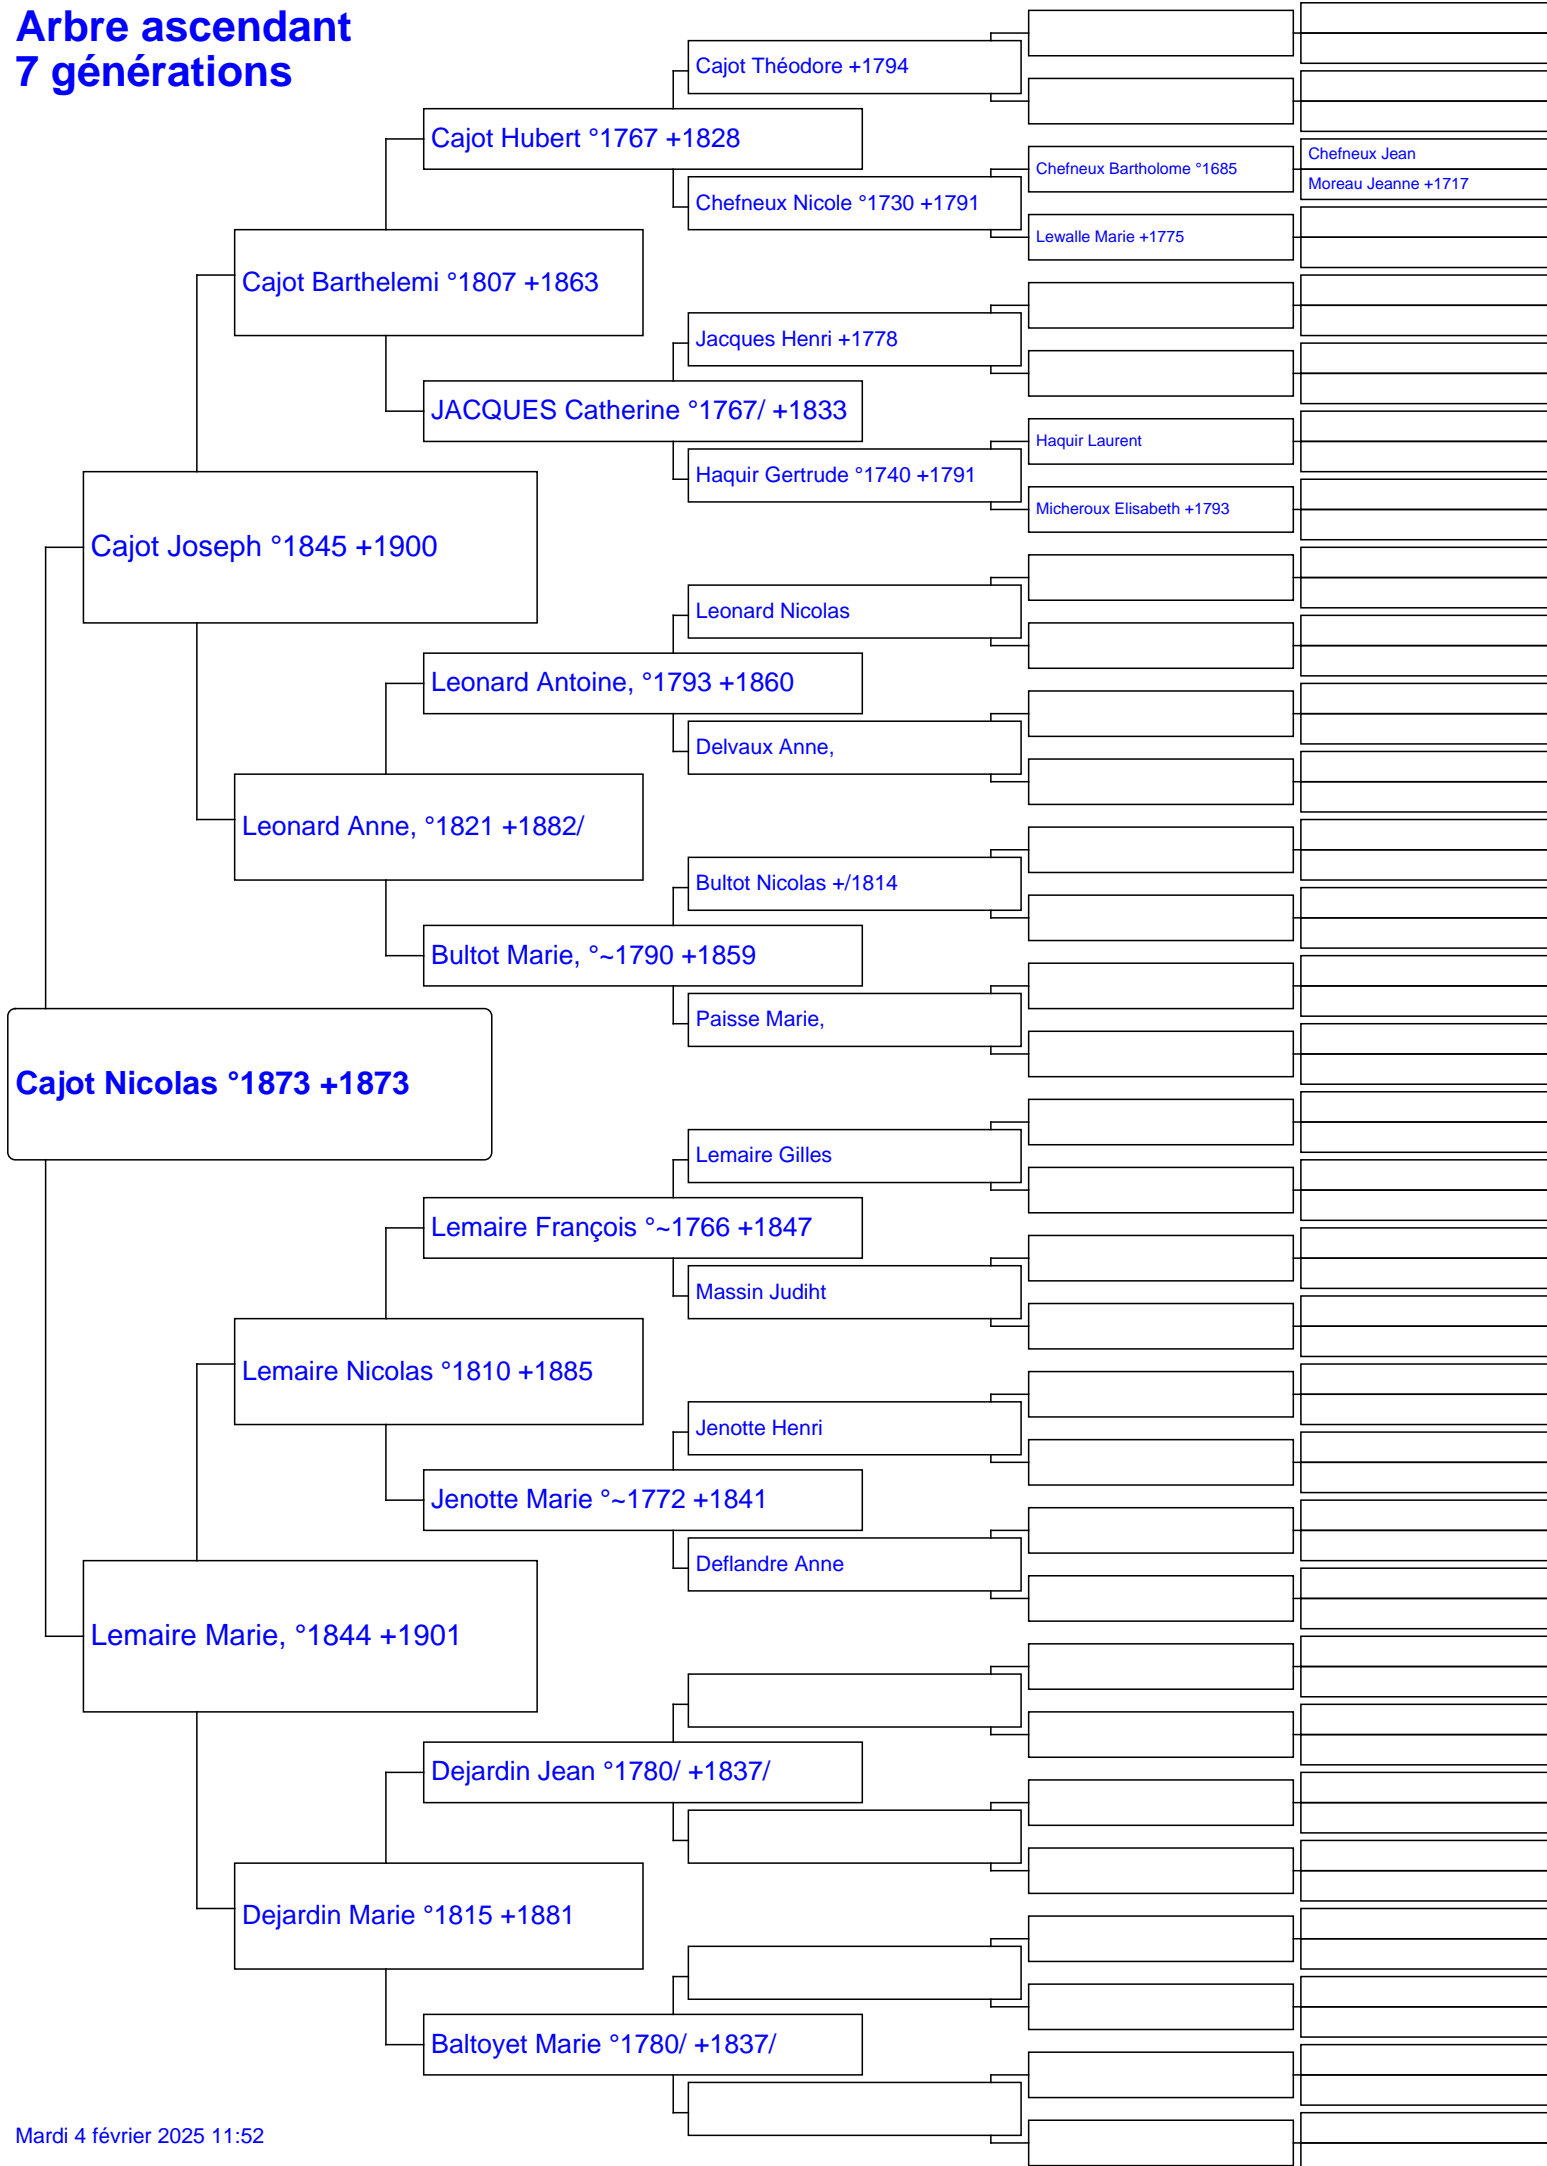 Arbre ascendant
7 générations
Cajot Théodore +1794
Cajot Hubert °1767 +1828
Chefneux Jean
Chefneux Bartholome °1685
Moreau Jeanne +1717
Chefneux Nicole °1730 +1791
Lewalle Marie +1775
Cajot Barthelemi °1807 +1863
Jacques Henri +1778
JACQUES Catherine °1767/ +1833
Haquir Laurent
Haquir Gertrude °1740 +1791
Micheroux Elisabeth +1793
Cajot Joseph °1845 +1900
Leonard Nicolas
Leonard Antoine, °1793 +1860
Delvaux Anne,
Leonard Anne, °1821 +1882/
Bultot Nicolas +/1814
Bultot Marie, °~1790 +1859
Paisse Marie,
Cajot Nicolas °1873 +1873
Lemaire Gilles
Lemaire François °~1766 +1847
Massin Judiht
Lemaire Nicolas °1810 +1885
Jenotte Henri
Jenotte Marie °~1772 +1841
Deflandre Anne
Lemaire Marie, °1844 +1901
Dejardin Jean °1780/ +1837/
Dejardin Marie °1815 +1881
Baltoyet Marie °1780/ +1837/
Mardi 4 février 2025 11:52